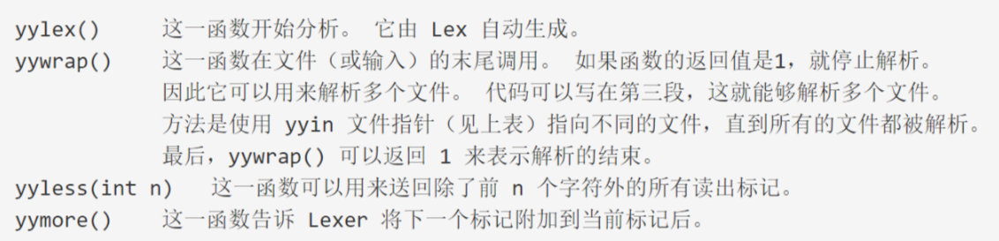 yylex() 这一函数开始分析。 它由 Lex 自动生成。
yywrap() 这一函数在文件（或输入）的末尾调用。 如果函数的返回值是1，就停止解析。
因此它可以用来解析多个文件。 代码可以写在第三段，这就能够解析多个文件。
方法是使用 yyin 文件指针（见上表）指向不同的文件，直到所有的文件都被解析。
最后，yywrap() 可以返回 1 来表示解析的结束。
yyless(int n) 这一函数可以用来送回除了前 n 个字符外的所有读出标记。
yymore() 这一函数告诉 Lexer 将下一个标记附加到当前标记后。